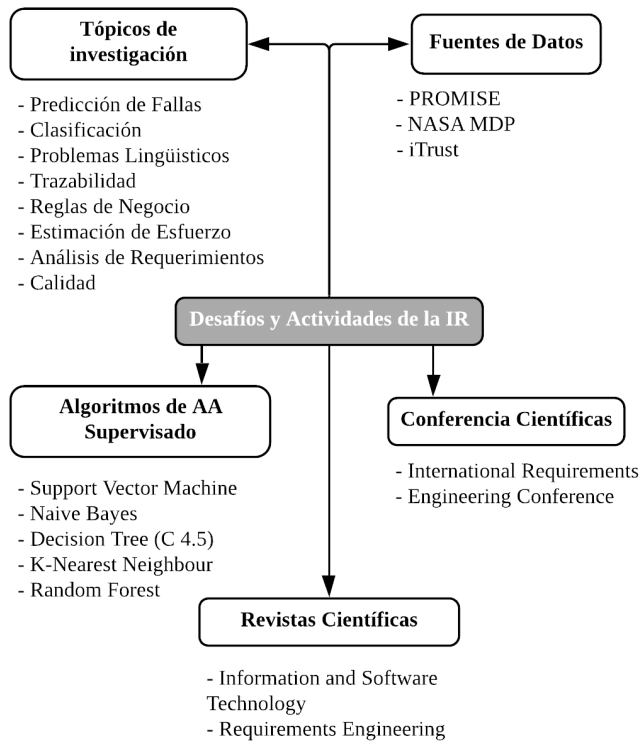 Tópicos de
investigación
- Predicción de Fallas
- Clasificación
- Problemas Lingüisticos
- Trazabilidad
- Reglas de Negocio
- Estimación de Esfuerzo
- Análisis de Requerimientos
- Calidad
Fuentes de Datos
- PROMISE
- NASA MDP
- iTrust
Desafíos y Actividades de la IR
Algoritmos de AA
Supervisado
- Support Vector Machine
- Naive Bayes
- Decision Tree (C 4.5)
- K-Nearest Neighbour
- Random Forest
Conferencia Científicas
- International Requirements
- Engineering Conference
Revistas Científicas
- Information and Software
Technology
- Requirements Engineering